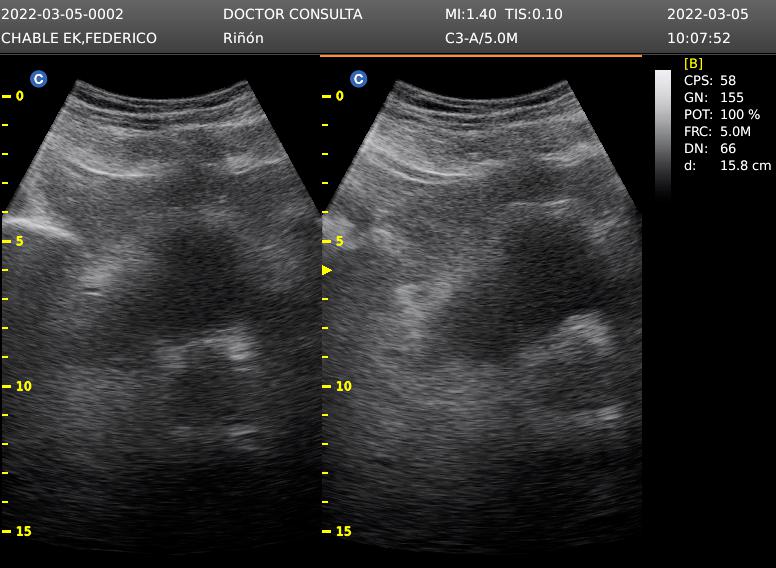 2022-03-05-0002 DOCTOR CONSULTA MI:1.40 TIS:0.10 2022-03-05
CHABLE EK,FEDERICO Riñón C3-A/5.0M 10:07:52
[B]
CPS: 58
GN: 155
POT: 100 %
FRC: 5.0M
DN: 66
d: 15.8 cm
C
0
5
10
15
C
0
5
10
15